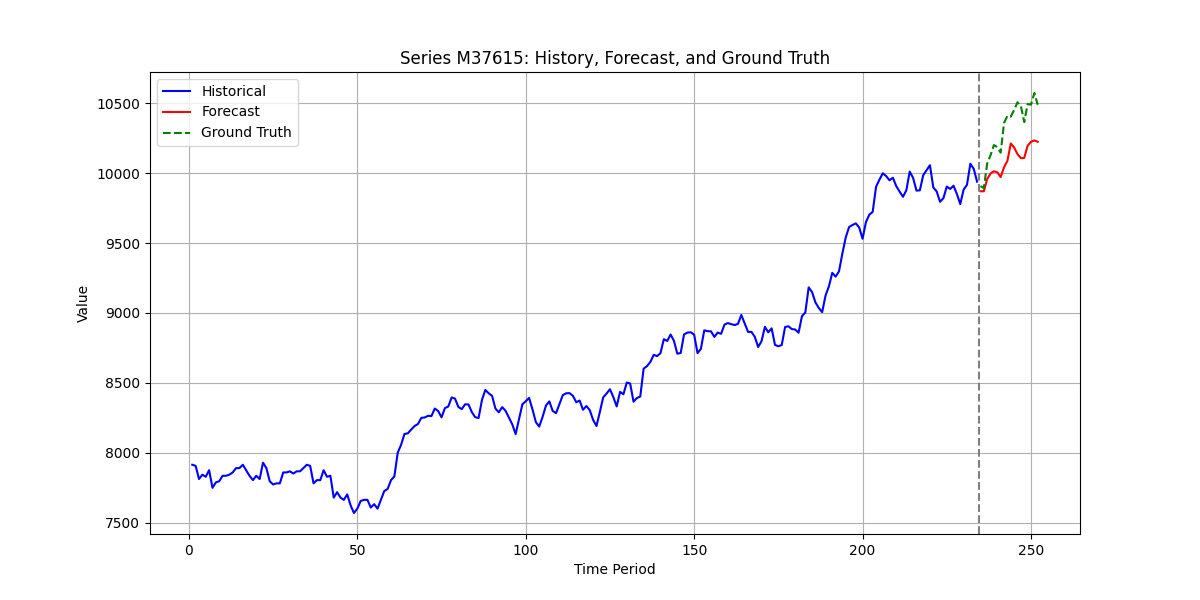 Series M37615: History, Forecast, and Ground Truth
Historical
Forecast
Ground Truth
10500
10000
9500
9000
8500
8000
7500
Value
0 50 100 150 200 250
Time Period